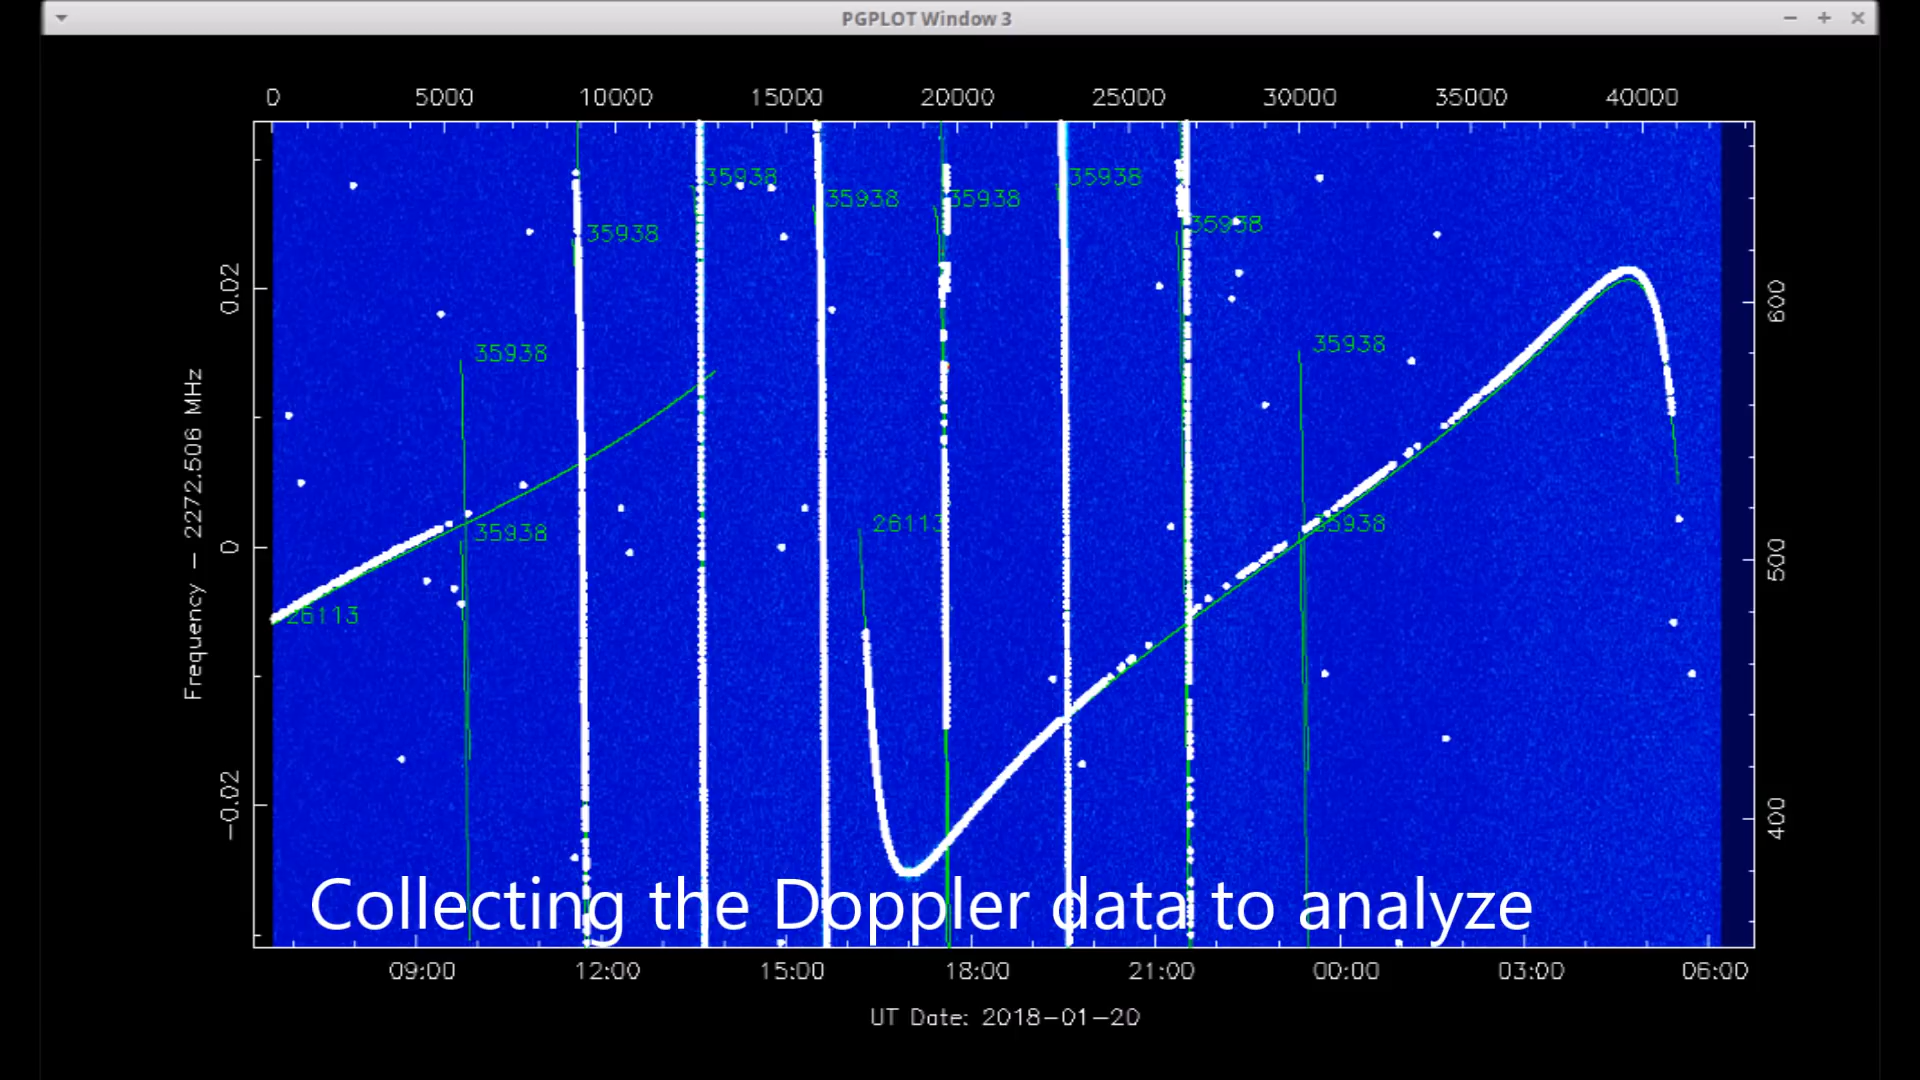 PGPLOT Window 3
0 5000 10000 15000 20000 25000 30000 35000 40000
35938 35938
35938 35938
35938
35938
35938
35938
26113
35938
35938
26113
0.02
0
-0.02
Frequency - 2272.506 MHz
600
500
400
Collecting the Doppler data to analyze
09:00 12:00 15:00 18:00 21:00 00:00 03:00 06:00
UT Date: 2018-01-20